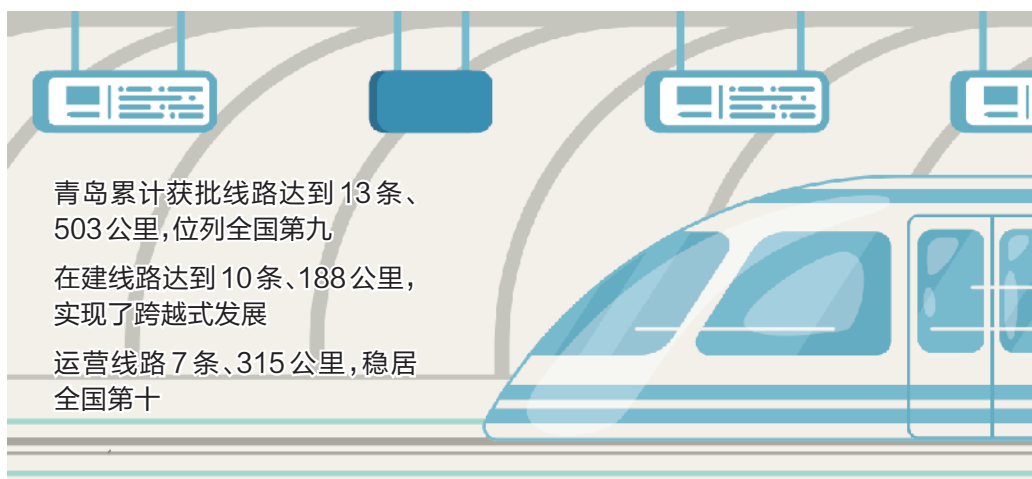 青岛累计获批线路达到13条、
503公里,位列全国第九
在建线路达到10条、188公里,
实现了跨越式发展
运营线路7条、315公里,稳居
全国第十